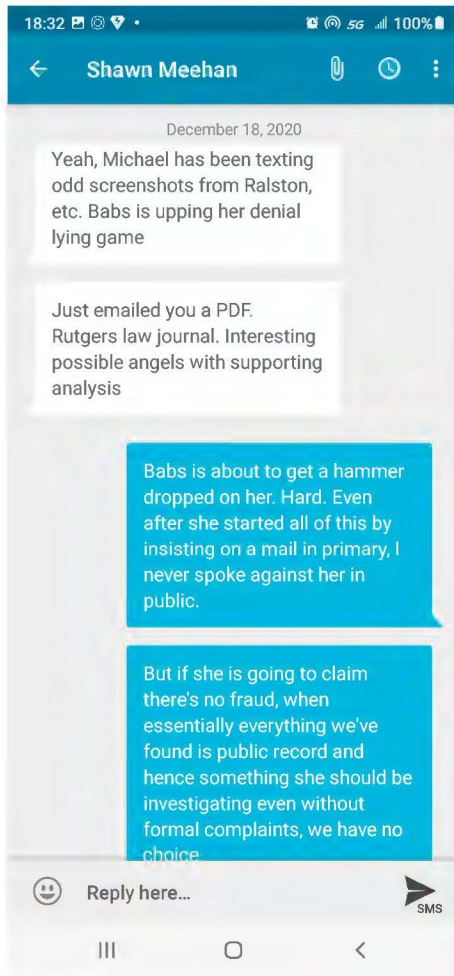 18:32 5G 100%
Shawn Meehan
December 18, 2020
Yeah, Michael has been texting
odd screenshots from Ralston,
etc. Babs is upping her denial
lying game
Just emailed you a PDF.
Rutgers law journal. Interesting
possible angels with supporting
analysis
Babs is about to get a hammer
dropped on her. Hard. Even
after she started all of this by
insisting on a mail in primary, I
never spoke against her in
public.
But if she is going to claim
there's no fraud, when
essentially everything we've
found is public record and
hence something she should be
investigating even without
formal complaints, we have no
choice
Reply here...
SMS